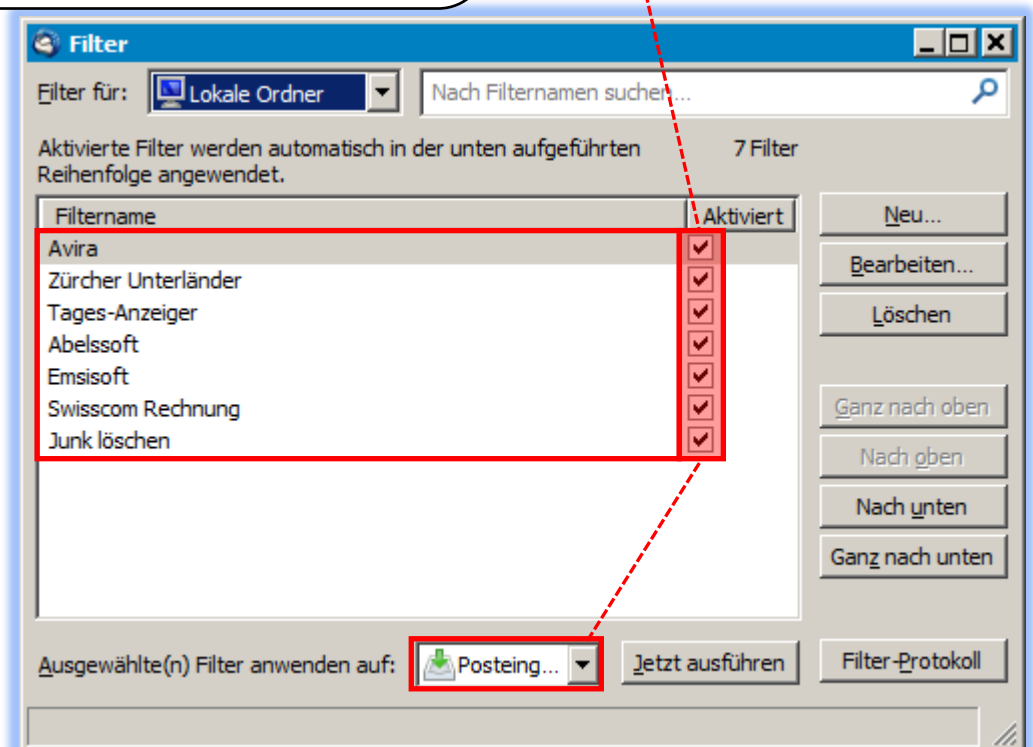 Filter
Filter für: Lokale Ordner Nach Filternamen suchen...
Aktivierte Filter werden automatisch in der unten aufgeführten 7 Filter
Reihenfolge angewendet.
Filtername Aktiviert
Neu...
Avira
Bearbeiten...
Zürcher Unterländer
Tages-Anzeiger
Löschen
Abelssoft
Emsisoft
Swisscom Rechnung
Ganz nach oben
Junk löschen
Nach oben
Nach unten
Ganz nach unten
Ausgewählte(n) Filter anwenden auf: Posteing... Jetzt ausführen Filter-Protokoll